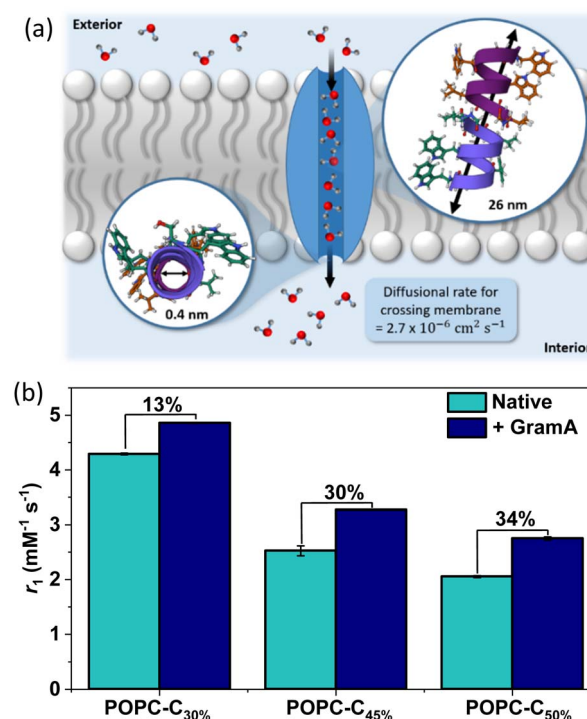 (a)
Exterior
26 nm
0.4 nm
Diffusional rate for
crossing membrane
= 2.7 x 10⁻⁶ cm² s⁻¹
Interior
(b)
Native
+ GramA
13%
30%
34%
r₁ (mM⁻¹ s⁻¹)
5
4
3
2
1
0
POPC-C₃₀% POPC-C₄₅% POPC-C₅₀%